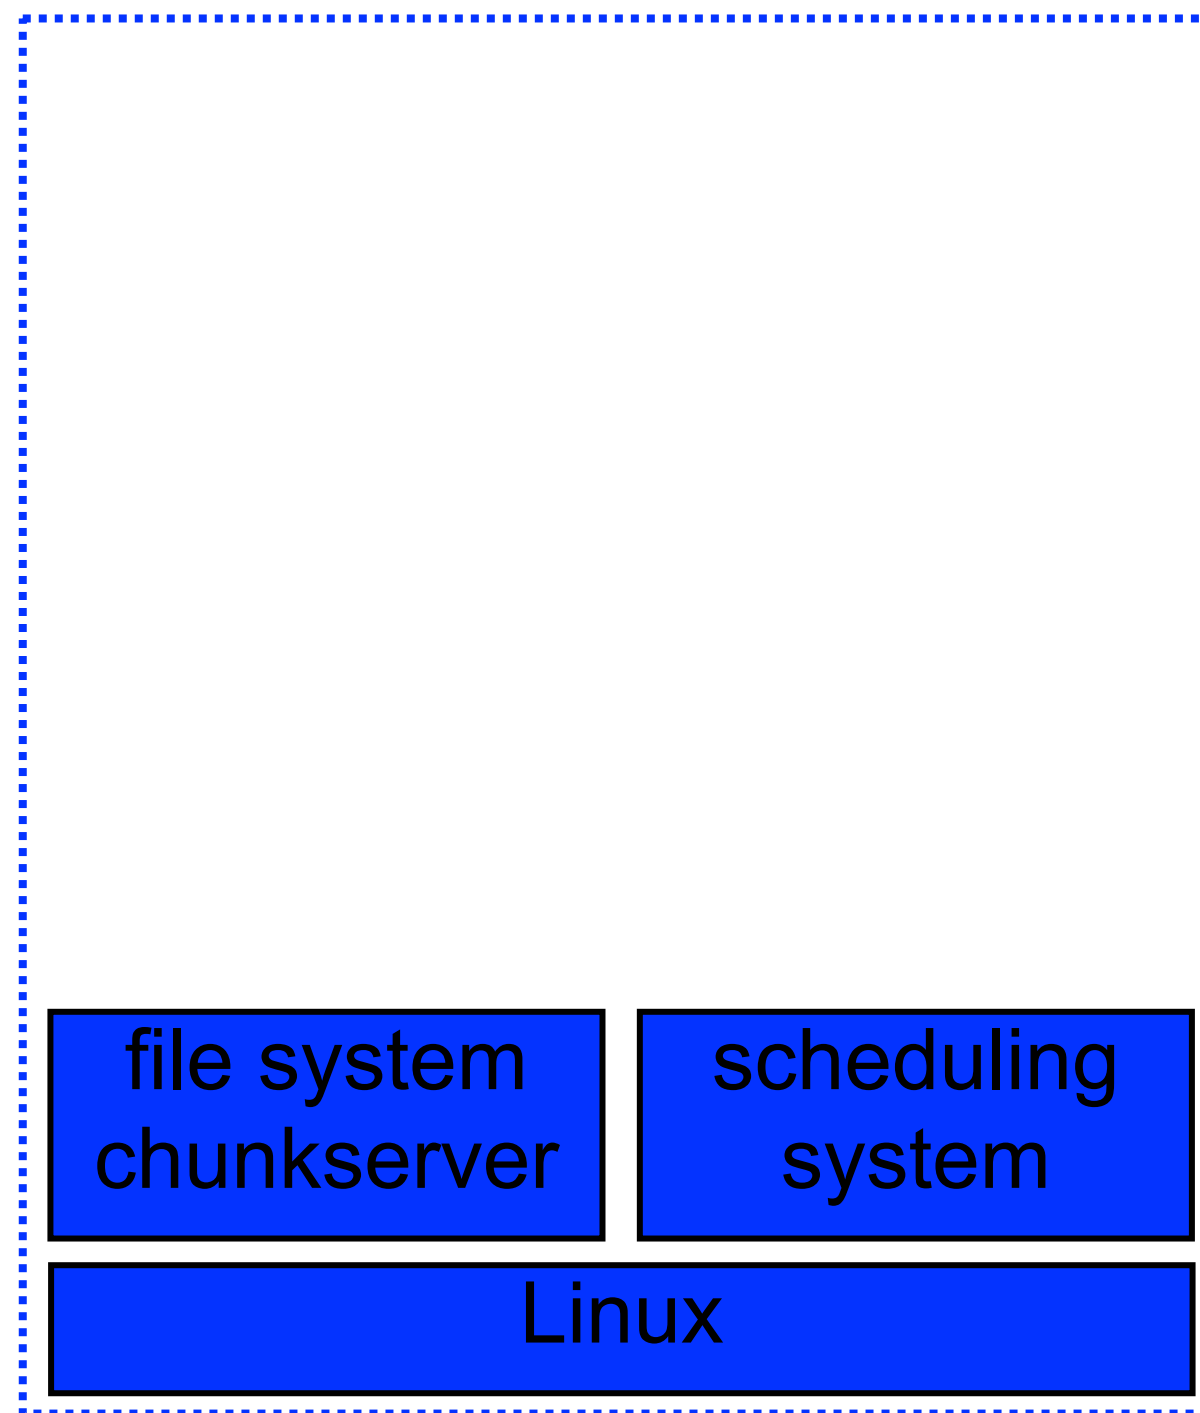 file system
chunkserver
scheduling
system
Linux